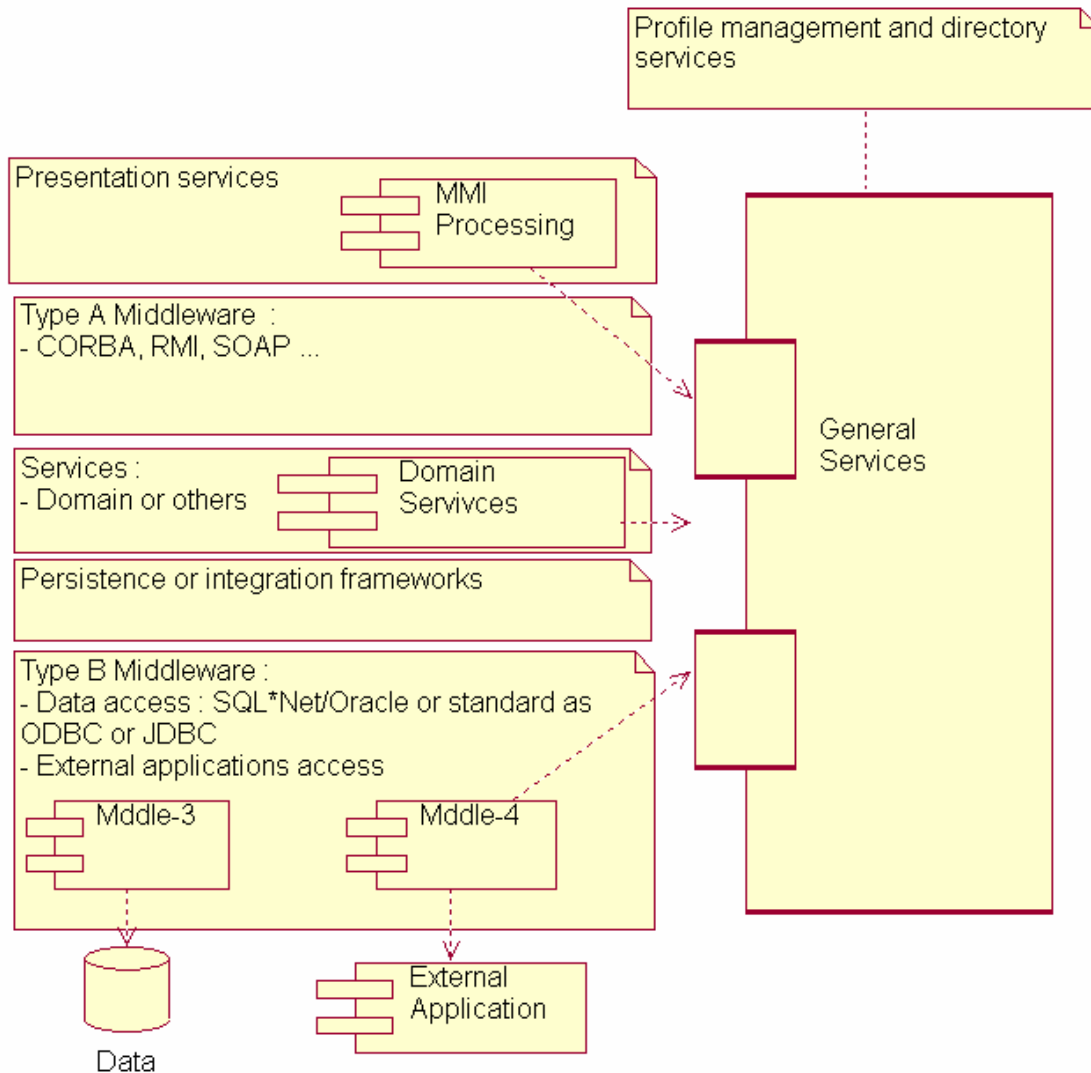 Profile management and directory
services
Presentation services
MMI
Processing
Type A Middleware :
- CORBA, RMI, SOAP ...
General
Services
Services :
- Domain or others
Domain
Servivces
Persistence or integration frameworks
Type B Middleware :
- Data access : SQL*Net/Oracle or standard as
ODBC or JDBC
- External applications access
Mddle-3
Mddle-4
External
Application
Data